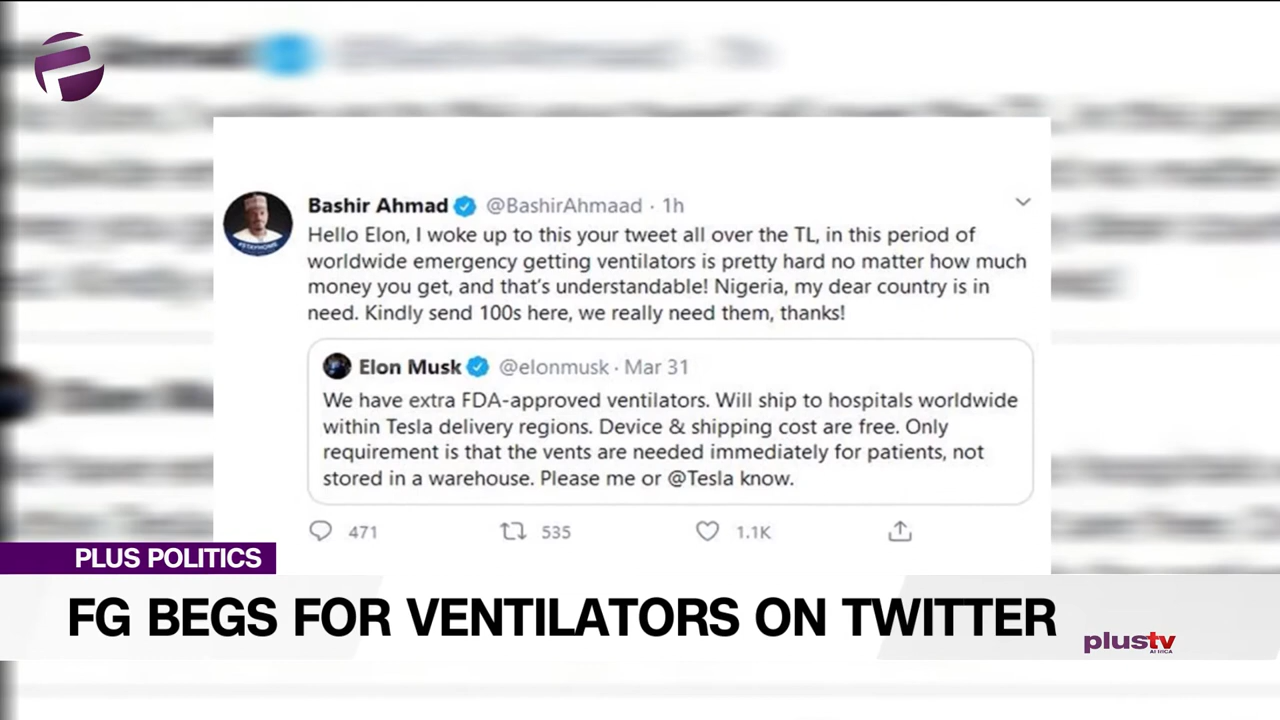 Bashir Ahmad @BashirAhmaad · 1h
Hello Elon, I woke up to this your tweet all over the TL, in this period of
worldwide emergency getting ventilators is pretty hard no matter how much
money you get, and that's understandable! Nigeria, my dear country is in
need. Kindly send 100s here, we really need them, thanks!
#STAYHOME
Elon Musk @elonmusk · Mar 31
We have extra FDA-approved ventilators. Will ship to hospitals worldwide
within Tesla delivery regions. Device & shipping cost are free. Only
requirement is that the vents are needed immediately for patients, not
stored in a warehouse. Please me or @Tesla know.
471 535 1.1K
PLUS POLITICS
FG BEGS FOR VENTILATORS ON TWITTER
plustv
AFRICA